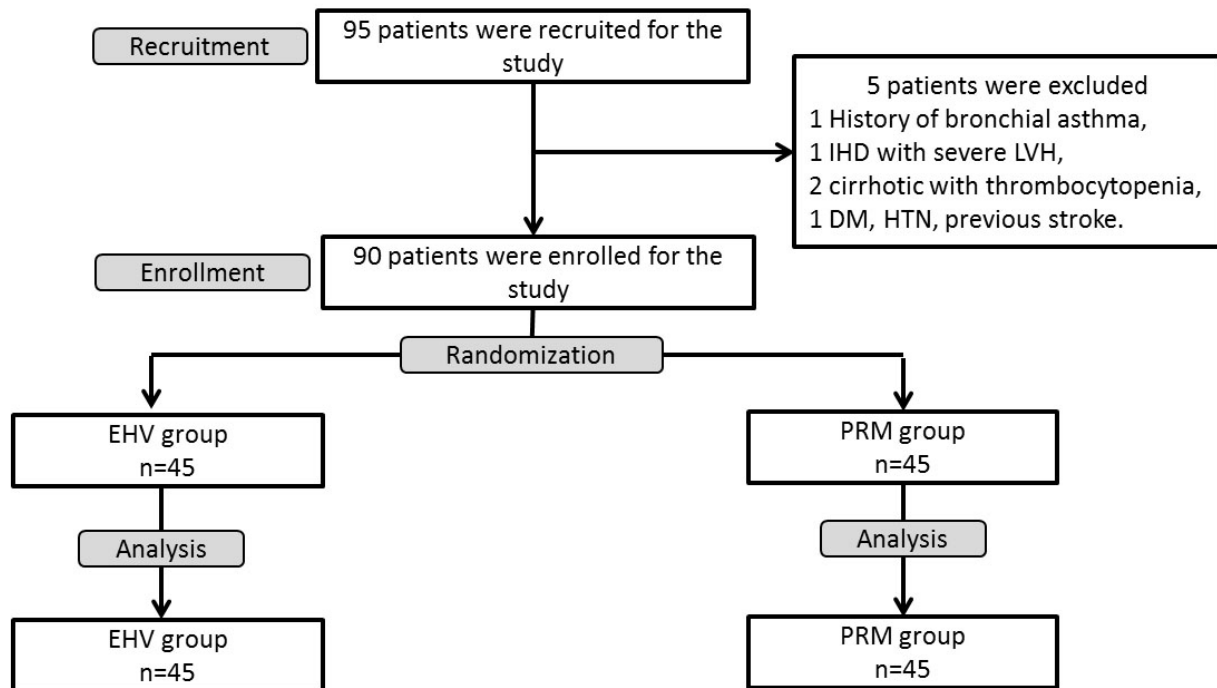 Recruitment
95 patients were recruited for the
study
5 patients were excluded
1 History of bronchial asthma,
1 IHD with severe LVH,
2 cirrhotic with thrombocytopenia,
1 DM, HTN, previous stroke.
Enrollment
90 patients were enrolled for the
study
Randomization
EHV group
n=45
PRM group
n=45
Analysis
Analysis
EHV group
n=45
PRM group
n=45